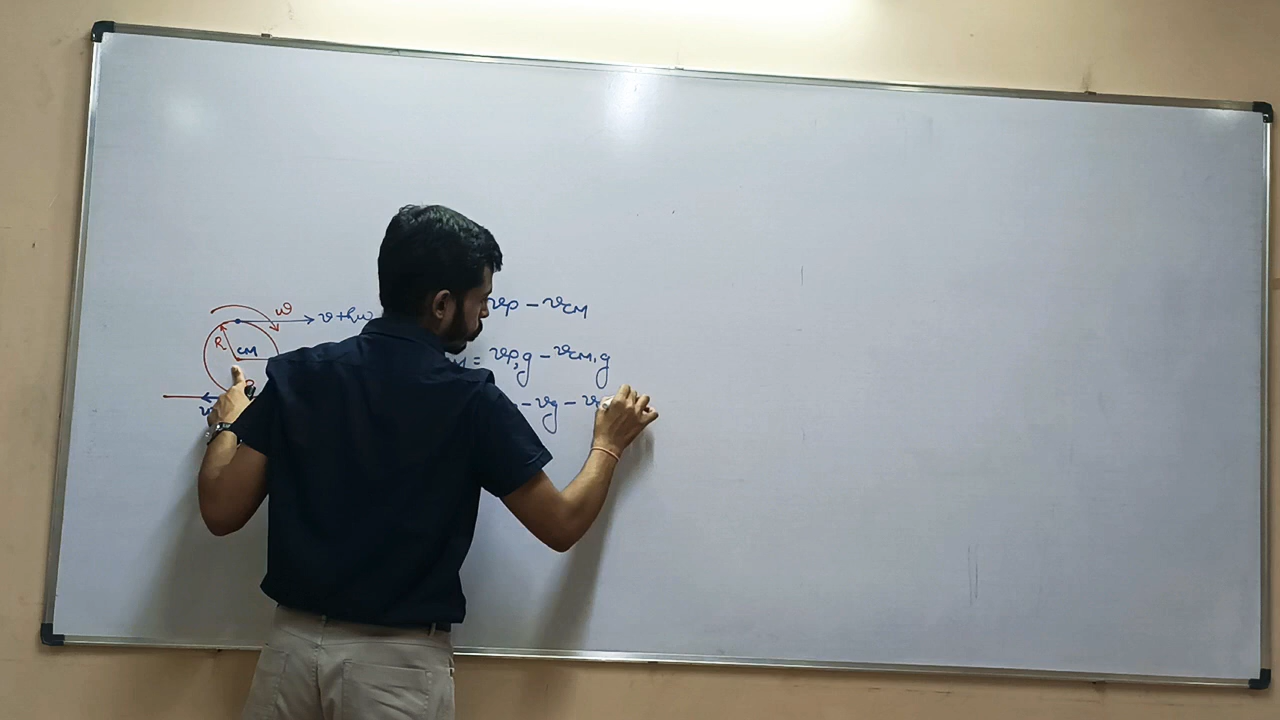 ω
v+Rω
R
CM
v
vp - vCM
M = vp,g - vCM,g
- vg - v